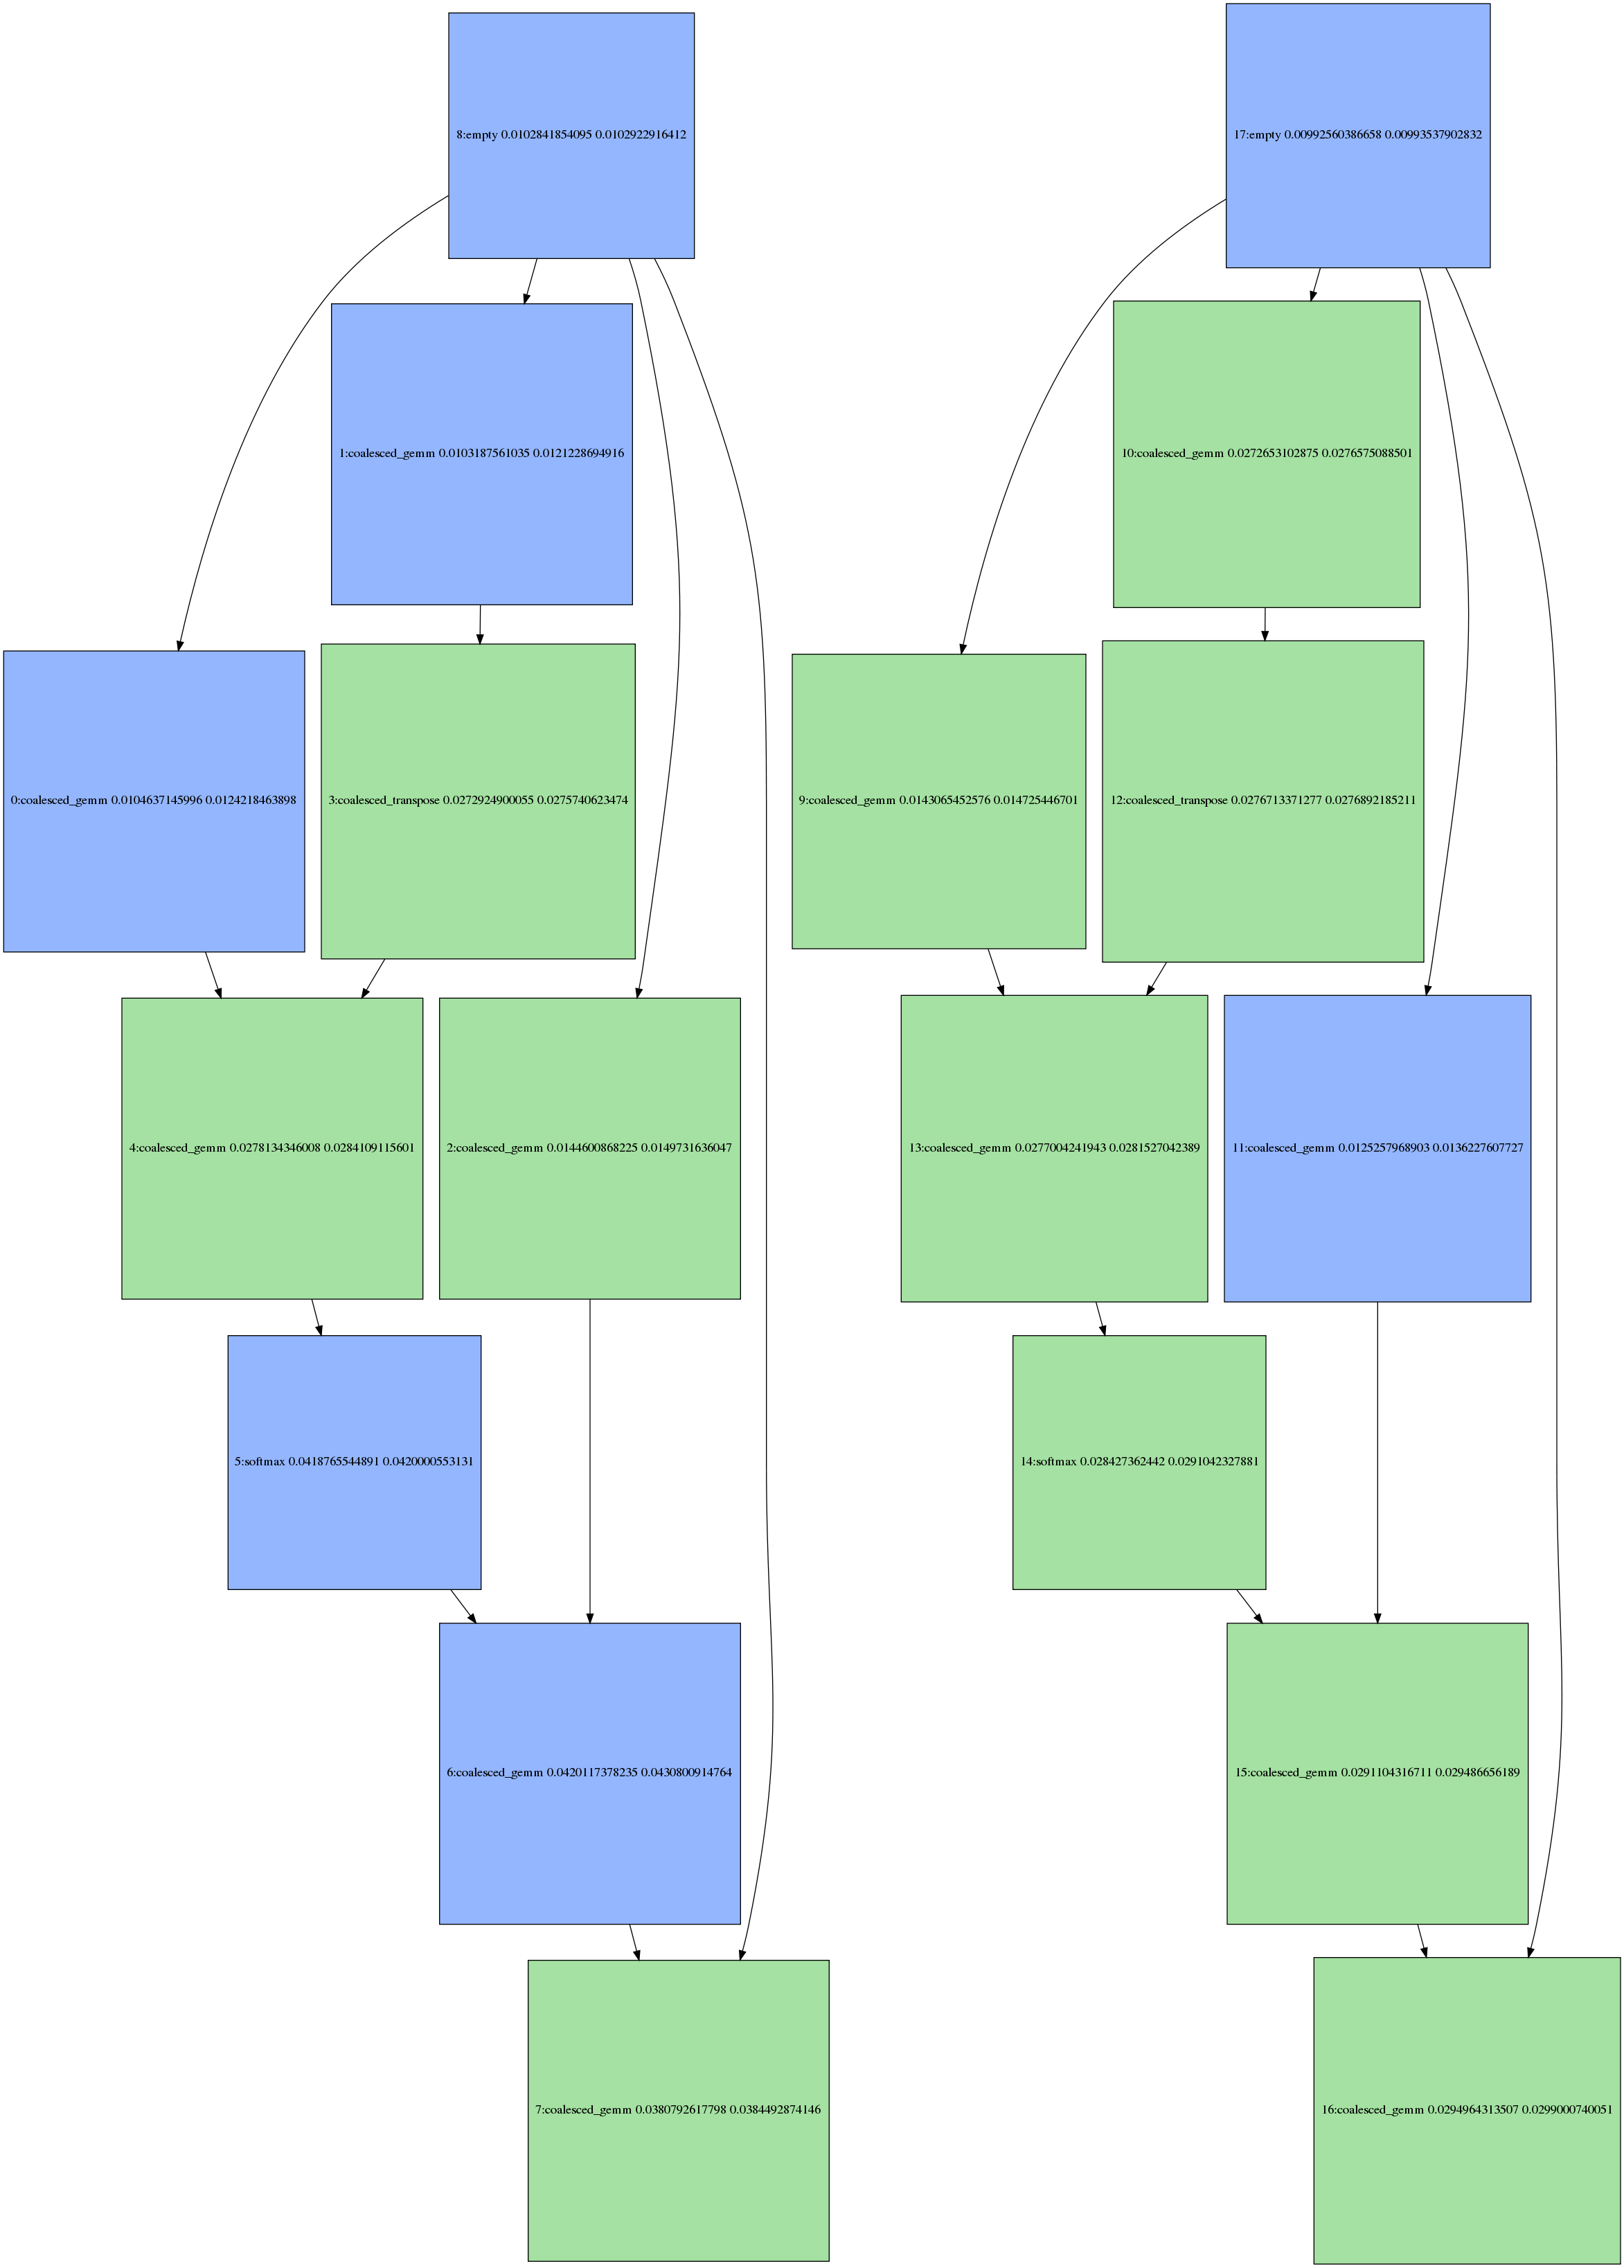 8:empty 0.0102841854095 0.0102922916412
17:empty 0.00992560386658 0.00993537902832
1:coalesced_gemm 0.0103187561035 0.0121228694916
10:coalesced_gemm 0.0272653102875 0.0276575088501
0:coalesced_gemm 0.0104637145996 0.0124218463898
3:coalesced_transpose 0.0272924900055 0.0275740623474
9:coalesced_gemm 0.0143065452576 0.014725446701
12:coalesced_transpose 0.0276713371277 0.0276892185211
4:coalesced_gemm 0.0278134346008 0.0284109115601
2:coalesced_gemm 0.0144600868225 0.0149731636047
13:coalesced_gemm 0.0277004241943 0.0281527042389
11:coalesced_gemm 0.0125257968903 0.0136227607727
5:softmax 0.0418765544891 0.0420000553131
14:softmax 0.028427362442 0.0291042327881
6:coalesced_gemm 0.0420117378235 0.0430800914764
15:coalesced_gemm 0.0291104316711 0.029486656189
7:coalesced_gemm 0.0380792617798 0.0384492874146
16:coalesced_gemm 0.0294964313507 0.0299000740051